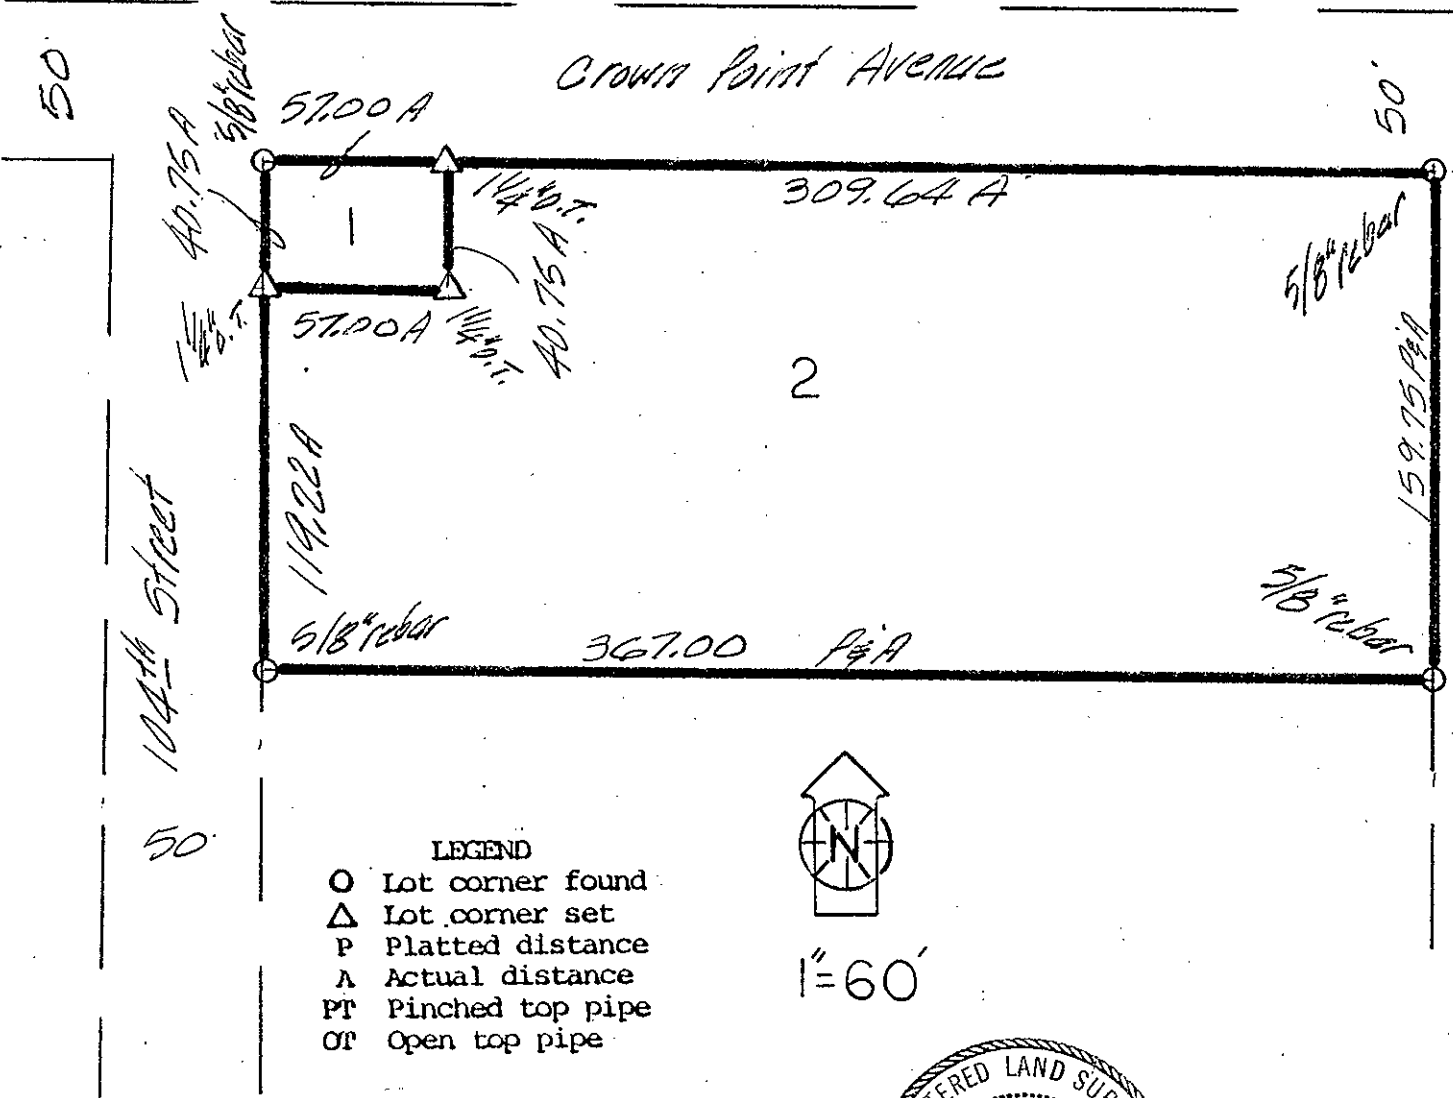 Crown Point Avenue
50
5/8" rebar
57.00 A
50'
40.75 A
309.64 A
1 1/4" O.T.
1
40.75 A
5/8" rebar
1 1/4" O.T.
57.00 A
1 1/4" O.T.
2
159.75 P&A
119.22 A
104th Street
5/8" rebar
367.00 P&A
5/8" rebar
50'
N
1"=60'
LEGEND
O Lot corner found
△ Lot corner set
P Platted distance
A Actual distance
PT Pinched top pipe
OT Open top pipe
LAND